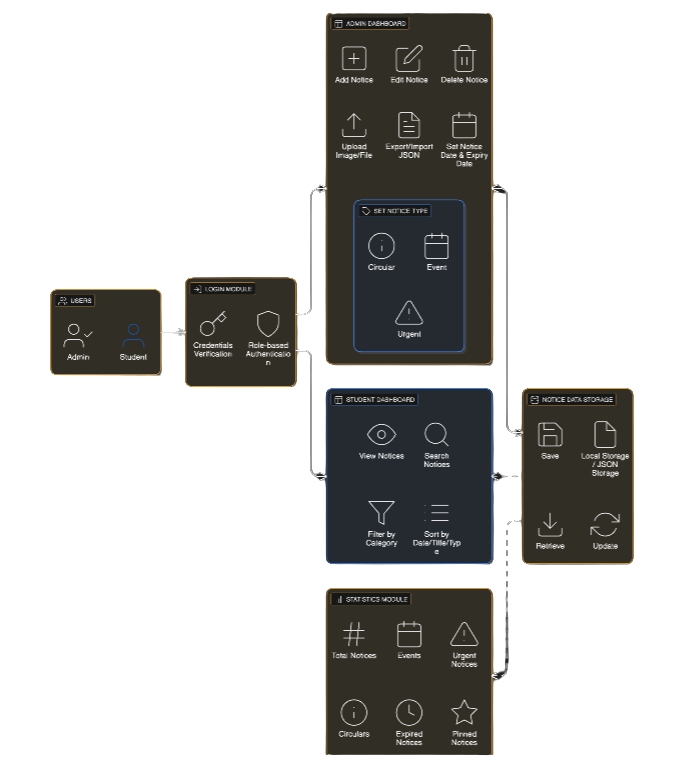 ADMIN DASHBOARD
Add Notice
Edit Notice
Delete Notice
Upload
Image/File
Export/Import
JSON
Set Notice
Date & Expiry
Date
SET NOTICE TYPE
Circular
Event
Urgent
USERS
Admin
Student
LOGIN MODULE
Credentials
Verification
Role-based
Authenticatio
n
STUDENT DASHBOARD
View Notices
Search
Notices
Filter by
Category
Sort by
Date/Title/Typ
e
NOTICE DATA STORAGE
Save
Local Storage
/ JSON
Storage
Retrieve
Update
STATISTICS MODULE
Total Notices
Events
Urgent
Notices
Circulars
Expired
Notices
Pinned
Notices